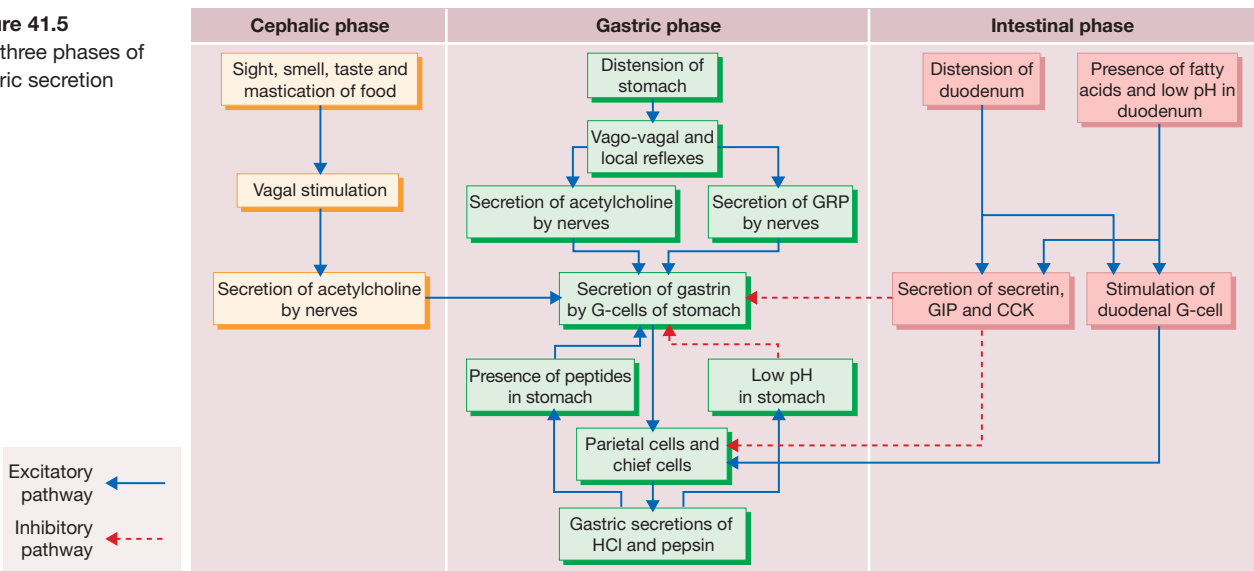 ure 41.5
three phases of
ric secretion
Cephalic phase
Gastric phase
Intestinal phase
Sight, smell, taste and
mastication of food
Vagal stimulation
Secretion of acetylcholine
by nerves
Distension of
stomach
Vago-vagal and
local reflexes
Secretion of acetylcholine
by nerves
Secretion of GRP
by nerves
Secretion of gastrin
by G-cells of stomach
Presence of peptides
in stomach
Low pH
in stomach
Parietal cells and
chief cells
Gastric secretions of
HCl and pepsin
Distension of
duodenum
Presence of fatty
acids and low pH in
duodenum
Secretion of secretin,
GIP and CCK
Stimulation of
duodenal G-cell
Excitatory
pathway
Inhibitory
pathway